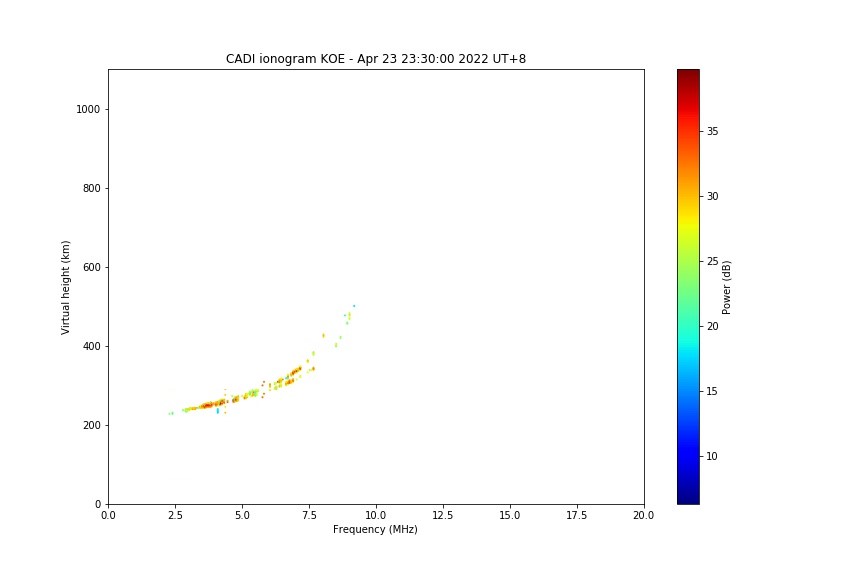 CADI ionogram KOE - Apr 23 23:30:00 2022 UT+8
1000
800
600
400
200
0
Virtual height (km)
0.0 2.5 5.0 7.5 10.0 12.5 15.0 17.5 20.0
Frequency (MHz)
35
30
25
20
15
10
Power (dB)